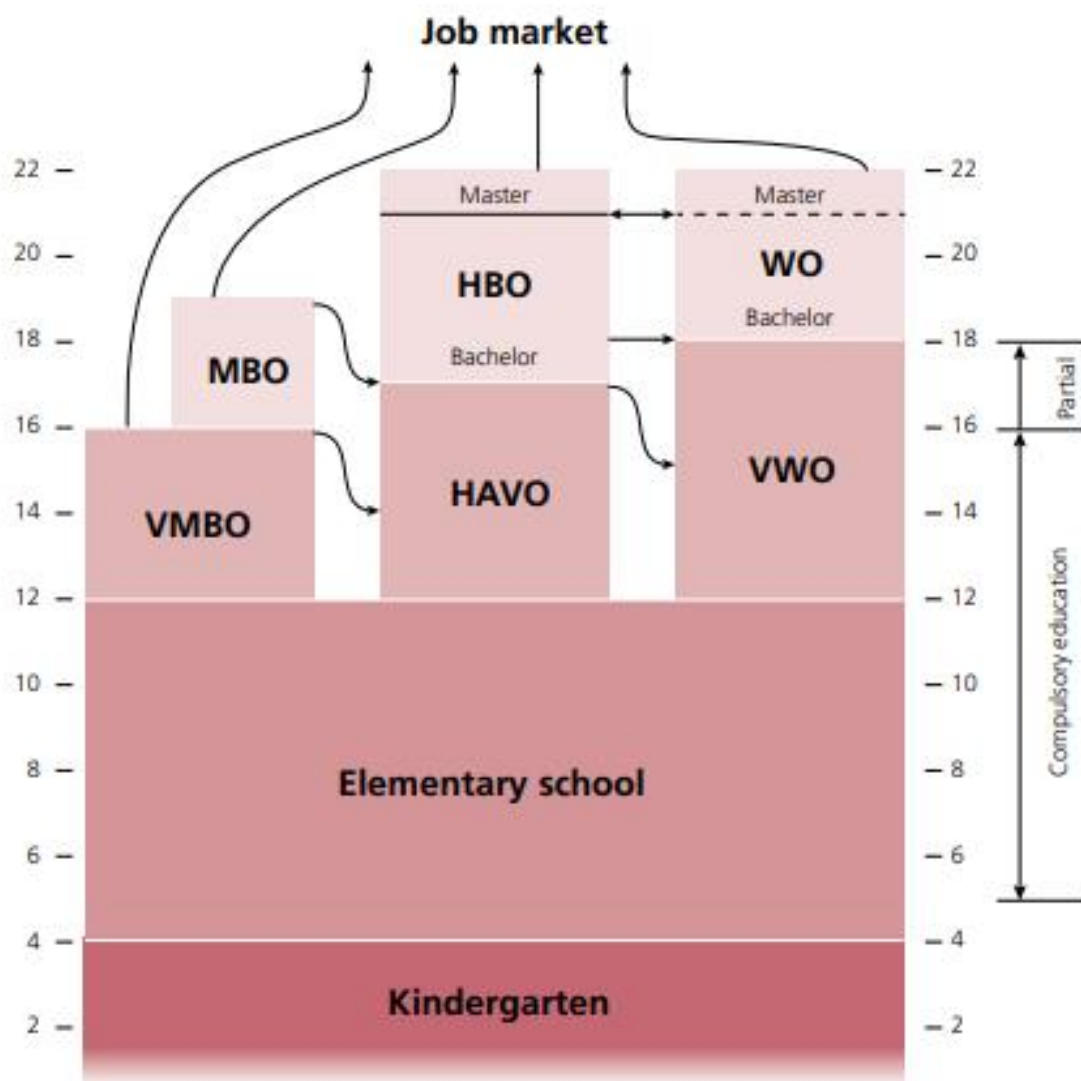 Job market
22 22
Master Master
20 HBO WO 20
Bachelor
18 18
MBO Bachelor
Partial
16 16
VMBO HAVO VWO
14 14
12 12
Compulsory education
10 10
Elementary school
8 8
6 6
4 4
Kindergarten
2 2